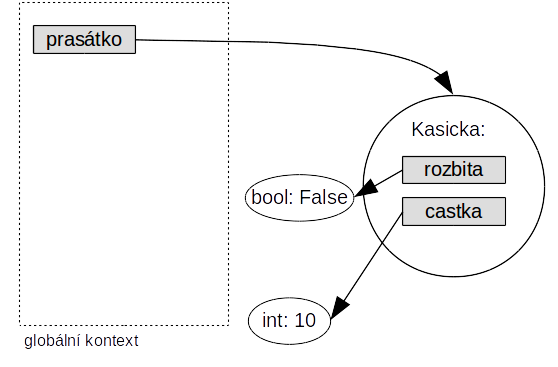 prasátko
Kasicka:
rozbita
bool: False
castka
int: 10
globální kontext